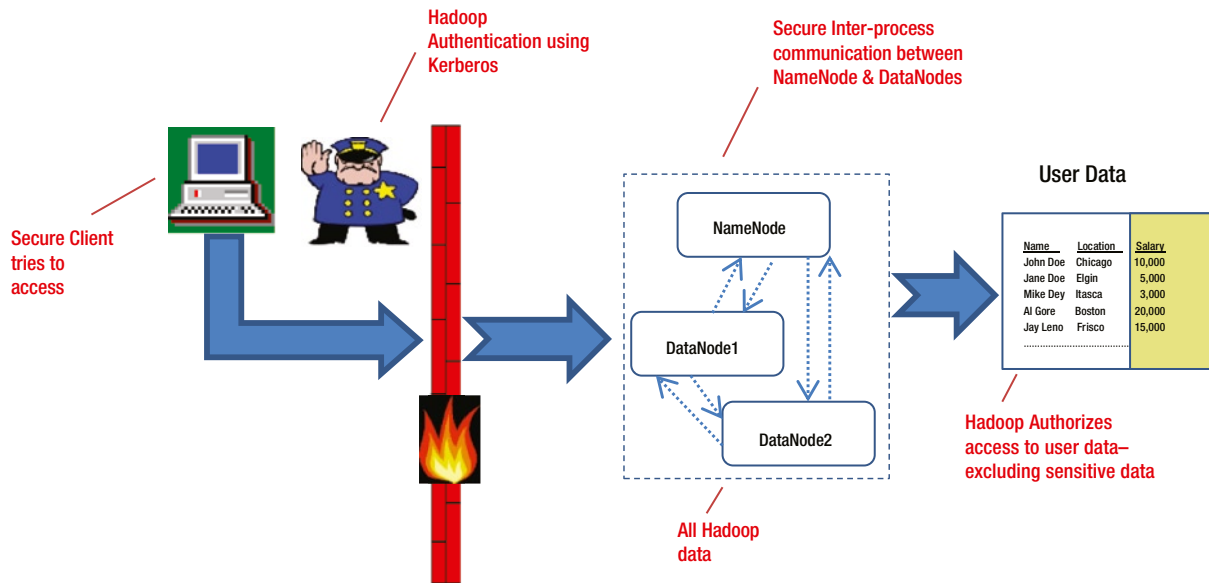 Hadoop
Authentication using
Kerberos
Secure Inter-process
communication between
NameNode & DataNodes
Secure Client
tries to
access
NameNode
DataNode1
DataNode2
All Hadoop
data
User Data
Name Location Salary
John Doe Chicago 10,000
Jane Doe Elgin 5,000
Mike Dey Itasca 3,000
Al Gore Boston 20,000
Jay Leno Frisco 15,000
Hadoop Authorizes
access to user data–
excluding sensitive data